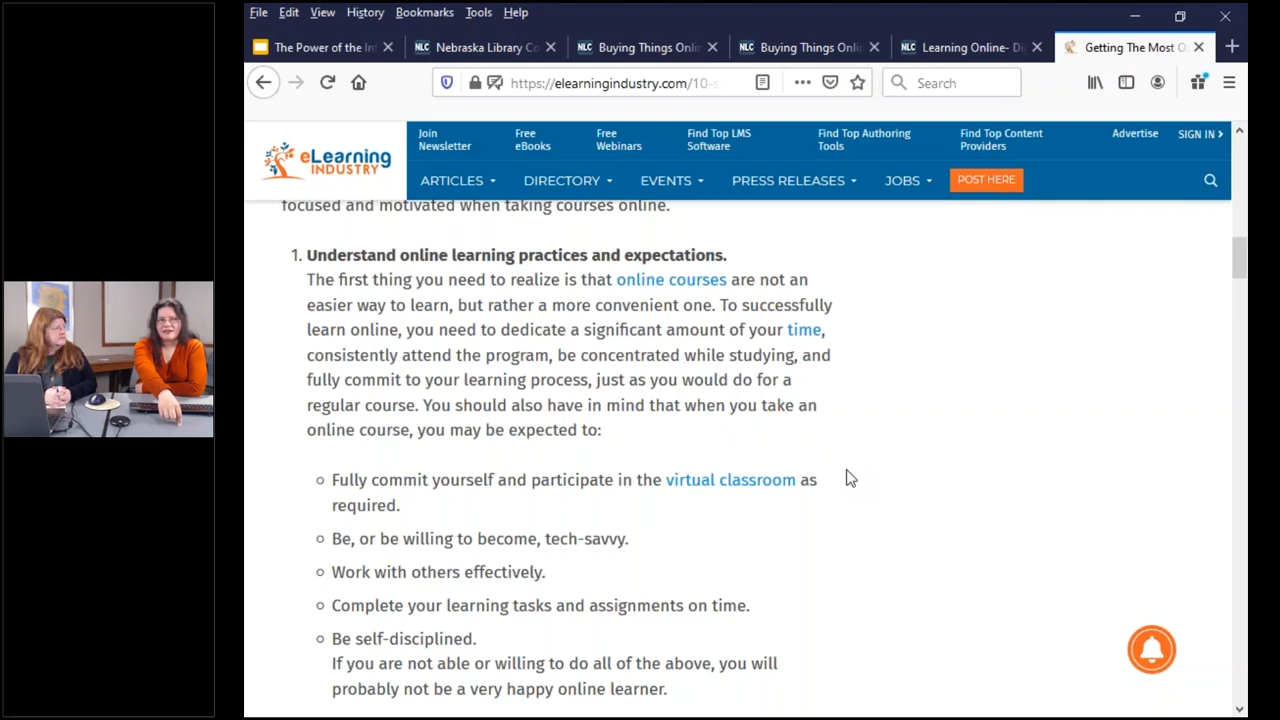 File Edit View History Bookmarks Tools Help
The Power of the Int
NLC Nebraska Library Co
NLC Buying Things Onlin
NLC Buying Things Onlin
NLC Learning Online- D
Getting The Most O
https://elearningindustry.com/10-s
Search
eLearning
INDUSTRY
Join
Newsletter
Free
eBooks
Free
Webinars
Find Top LMS
Software
Find Top Authoring
Tools
Find Top Content
Providers
Advertise
SIGN IN
ARTICLES DIRECTORY EVENTS PRESS RELEASES JOBS POST HERE
focused and motivated when taking courses online.
1. Understand online learning practices and expectations.
The first thing you need to realize is that online courses are not an
easier way to learn, but rather a more convenient one. To successfully
learn online, you need to dedicate a significant amount of your time,
consistently attend the program, be concentrated while studying, and
fully commit to your learning process, just as you would do for a
regular course. You should also have in mind that when you take an
online course, you may be expected to:
Fully commit yourself and participate in the virtual classroom as
required.
Be, or be willing to become, tech-savvy.
Work with others effectively.
Complete your learning tasks and assignments on time.
Be self-disciplined.
If you are not able or willing to do all of the above, you will
probably not be a very happy online learner.